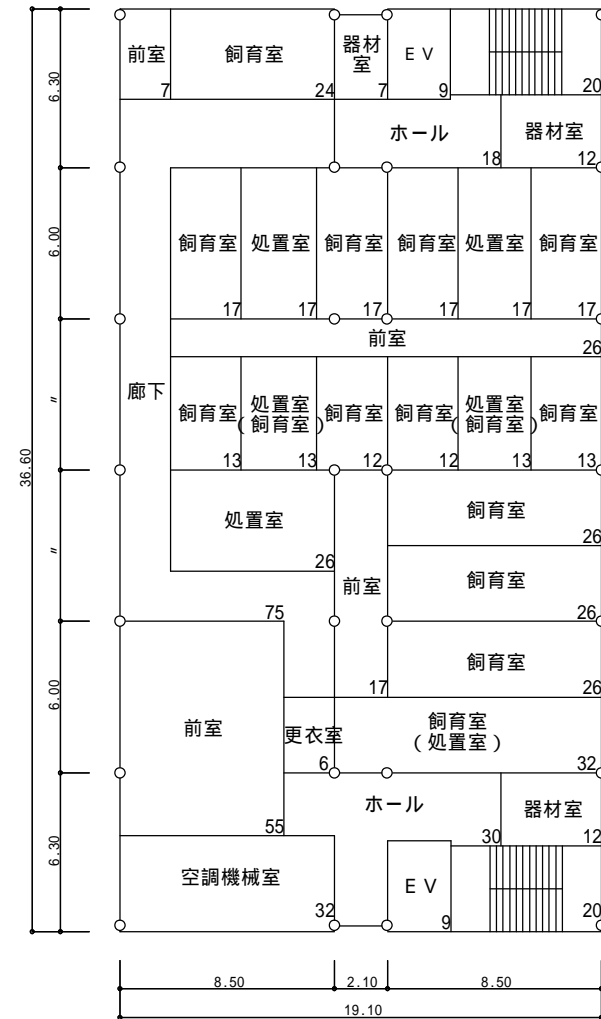 前室
飼育室
器材
室
ＥＶ
7
24
7
9
20
ホール
器材室
18
12
飼育室
処置室
飼育室
飼育室
処置室
飼育室
17
17
17
17
17
17
前室
26
廊下
飼育室
処置室
(飼育室)
飼育室
飼育室
処置室
(飼育室)
飼育室
13
13
12
12
13
13
処置室
26
飼育室
26
前室
飼育室
75
26
飼育室
17
26
前室
更衣室
6
飼育室
(処置室)
32
ホール
器材室
55
30
12
空調機械室
32
ＥＶ
9
20
6.30
6.00
〃
〃
6.00
6.30
36.60
8.50
2.10
8.50
19.10